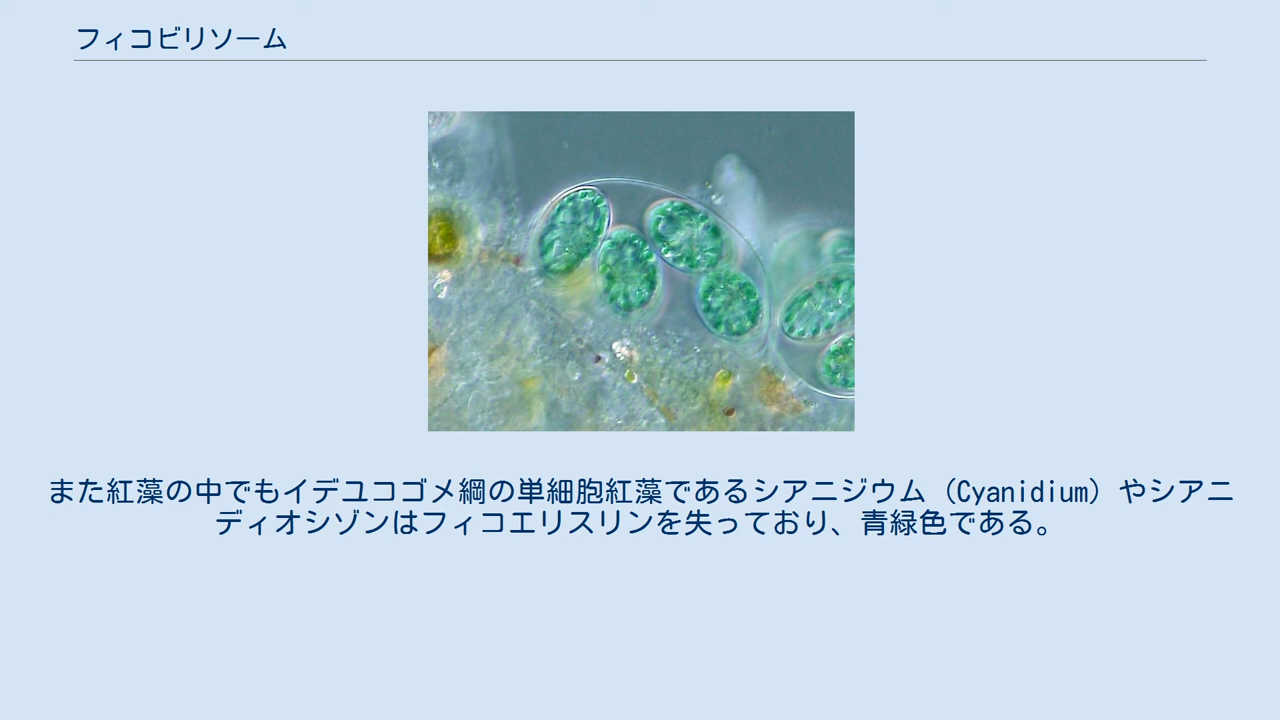 フィコビリソーム
また紅藻の中でもイデユコゴメ綱の単細胞紅藻であるシアニジウム（Cyanidium）やシアニ
ディオシゾンはフィコエリスリンを失っており、青緑色である。